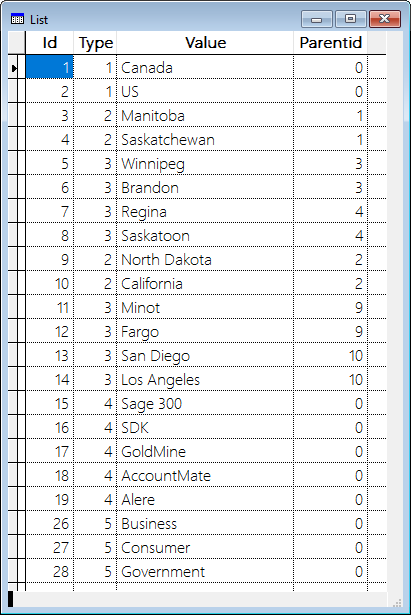 List
Id Type Value Parentid
1 1 Canada 0
2 1 US 0
3 2 Manitoba 1
4 2 Saskatchewan 1
5 3 Winnipeg 3
6 3 Brandon 3
7 3 Regina 4
8 3 Saskatoon 4
9 2 North Dakota 2
10 2 California 2
11 3 Minot 9
12 3 Fargo 9
13 3 San Diego 10
14 3 Los Angeles 10
15 4 Sage 300 0
16 4 SDK 0
17 4 GoldMine 0
18 4 AccountMate 0
19 4 Alere 0
26 5 Business 0
27 5 Consumer 0
28 5 Government 0